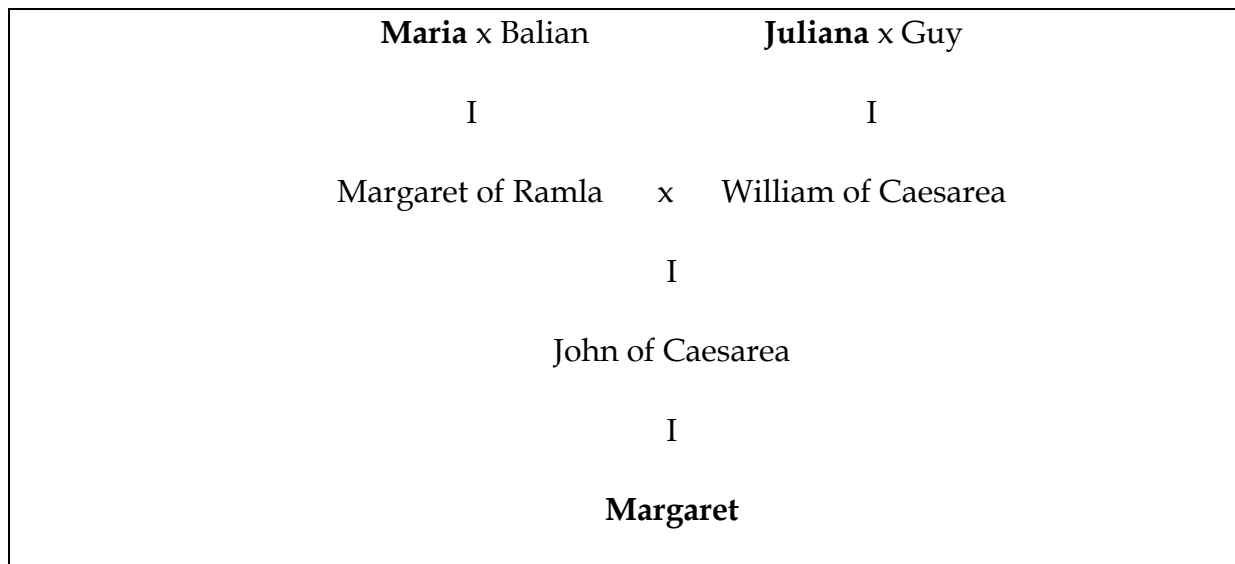 Maria x Balian Juliana x Guy
I I
Margaret of Ramla x William of Caesarea
I
John of Caesarea
I
Margaret